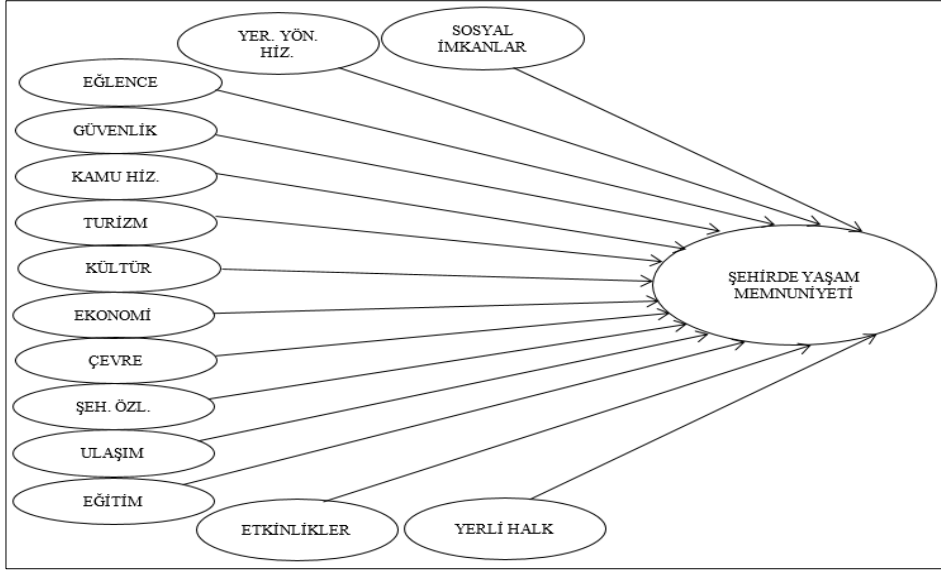 YER. YÖN.
HİZ.
SOSYAL
İMKANLAR
EĞLENCE
GÜVENLİK
KAMU HİZ.
TURİZM
KÜLTÜR
EKONOMİ
ÇEVRE
ŞEH. ÖZL.
ULAŞIM
EĞİTİM
ETKİNLİKLER
YERLİ HALK
ŞEHİRDE YAŞAM
MEMNUNİYETİ